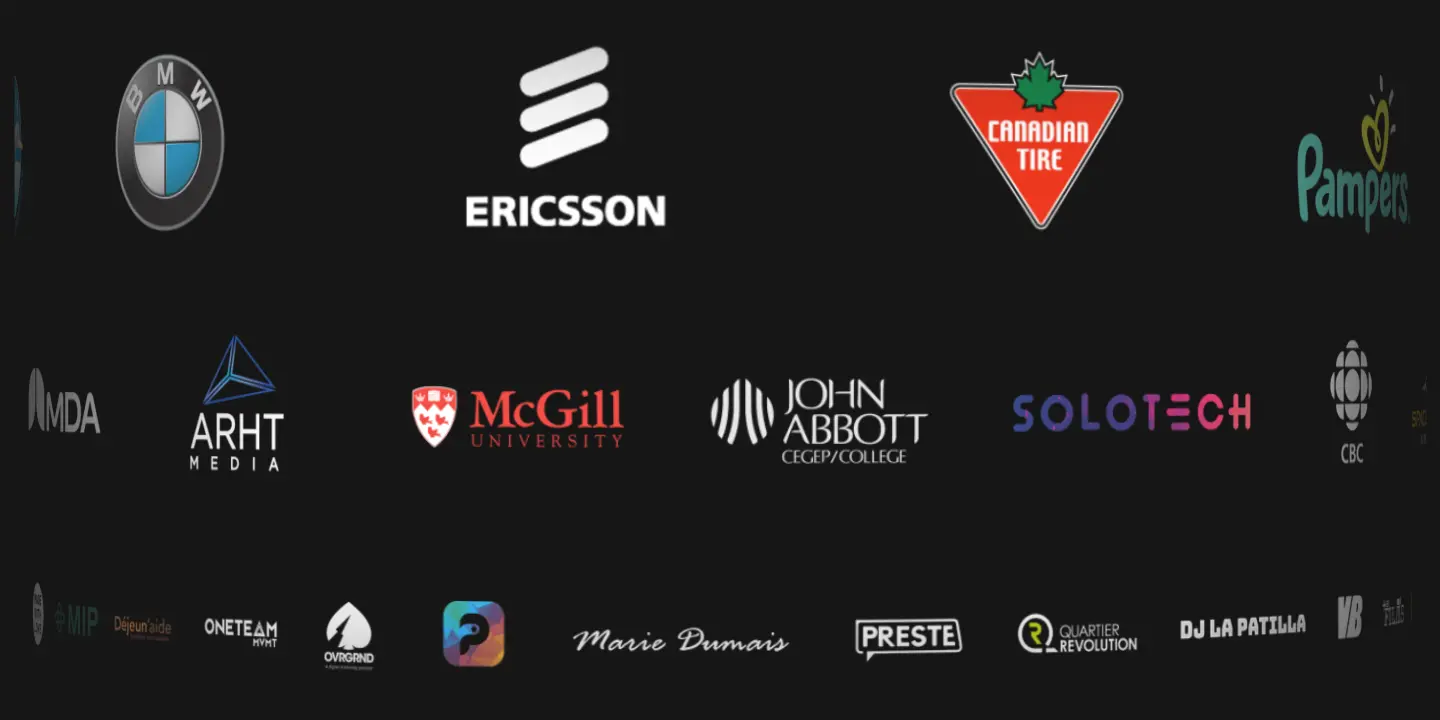 BMW
ERICSSON
CANADIAN
TIRE
Pampers
MDA
ARHT
MEDIA
McGill
UNIVERSITY
JOHN
ABBOTT
CEGEP/COLLEGE
SOLOTECH
CBC
MIP
Déjeun'aide
ONETEAM
MVMT
OVRGRND
P
Marie Dumais
PRESTE
R
QUARTIER
REVOLUTION
DJ LA PATILLA
VB